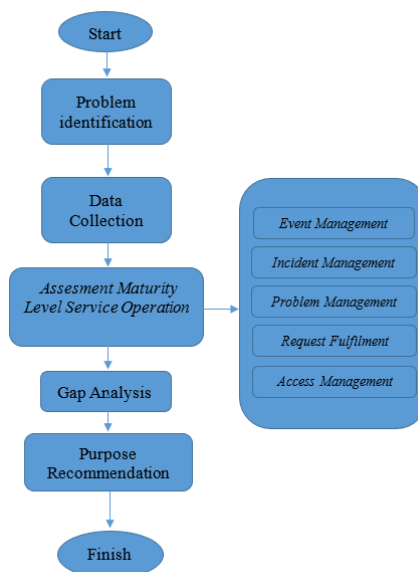 Start
Problem
identification
Data
Collection
Assesment Maturity
Level Service Operation
Event Management
Incident Management
Problem Management
Request Fulfilment
Access Management
Gap Analysis
Purpose
Recommendation
Finish